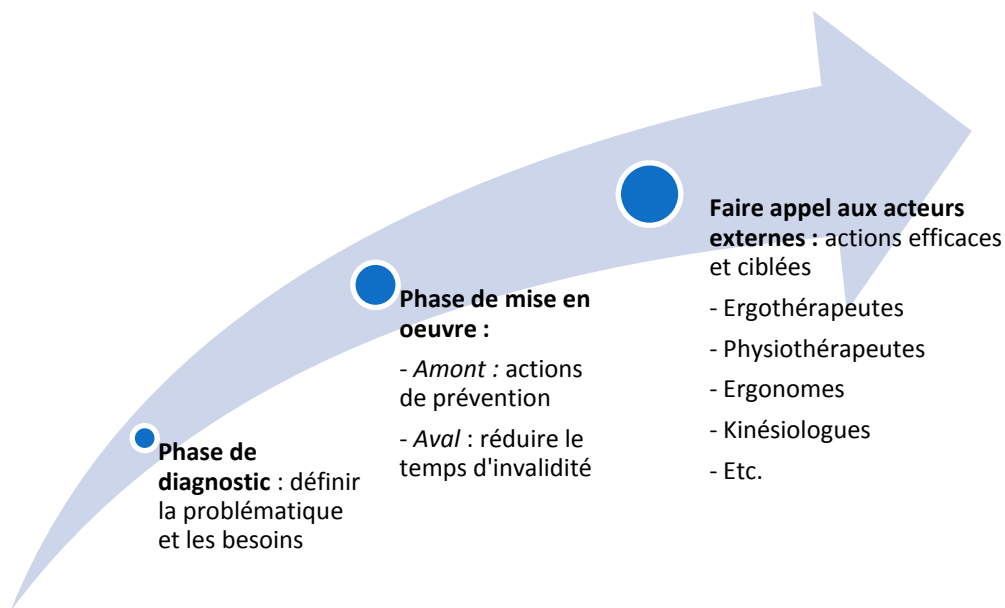 Phase de
diagnostic : définir
la problématique
et les besoins
Phase de mise en
oeuvre :
- Amont : actions
de prévention
- Aval : réduire le
temps d'invalidité
Faire appel aux acteurs
externes : actions efficaces
et ciblées
- Ergothérapeutes
- Physiothérapeutes
- Ergonomes
- Kinésiologues
- Etc.